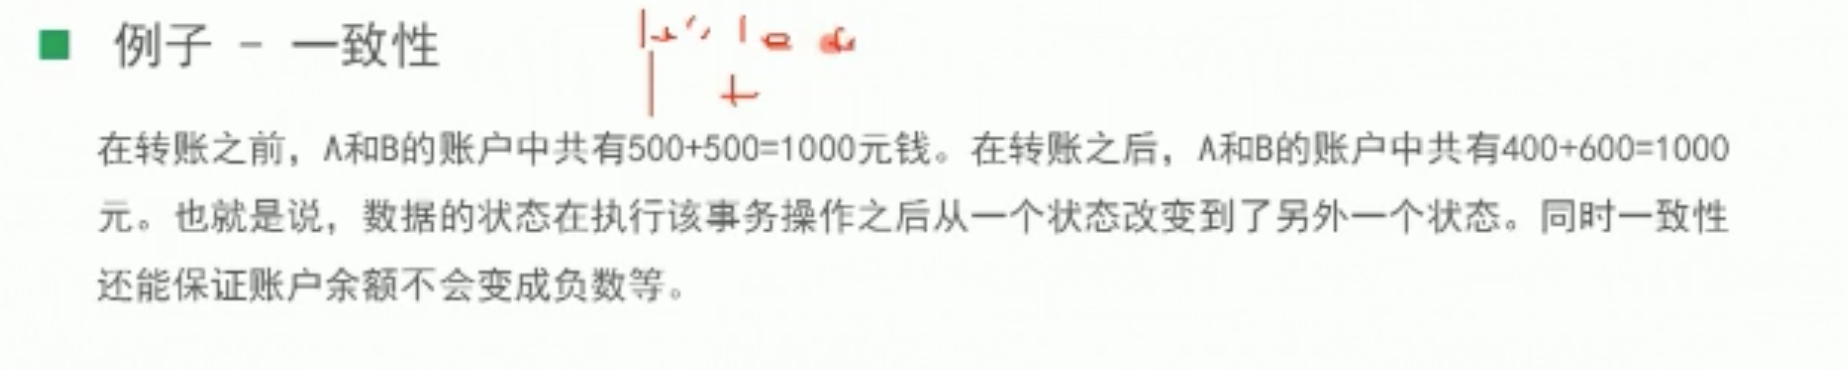 例子 - 一致性
在转账之前，A和B的账户中共有500+500=1000元钱。在转账之后，A和B的账户中共有400+600=1000
元。也就是说，数据的状态在执行该事务操作之后从一个状态改变到了另外一个状态。同时一致性
还能保证账户余额不会变成负数等。